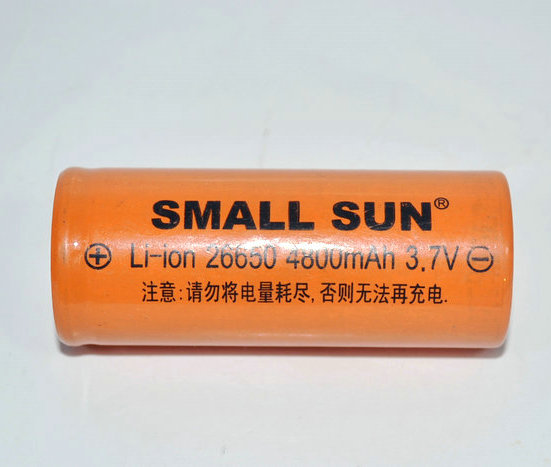 SMALL SUN®
⊕ Li-ion 26650 4800mAh 3.7V ⊖
注意:请勿将电量耗尽,否则无法再充电.